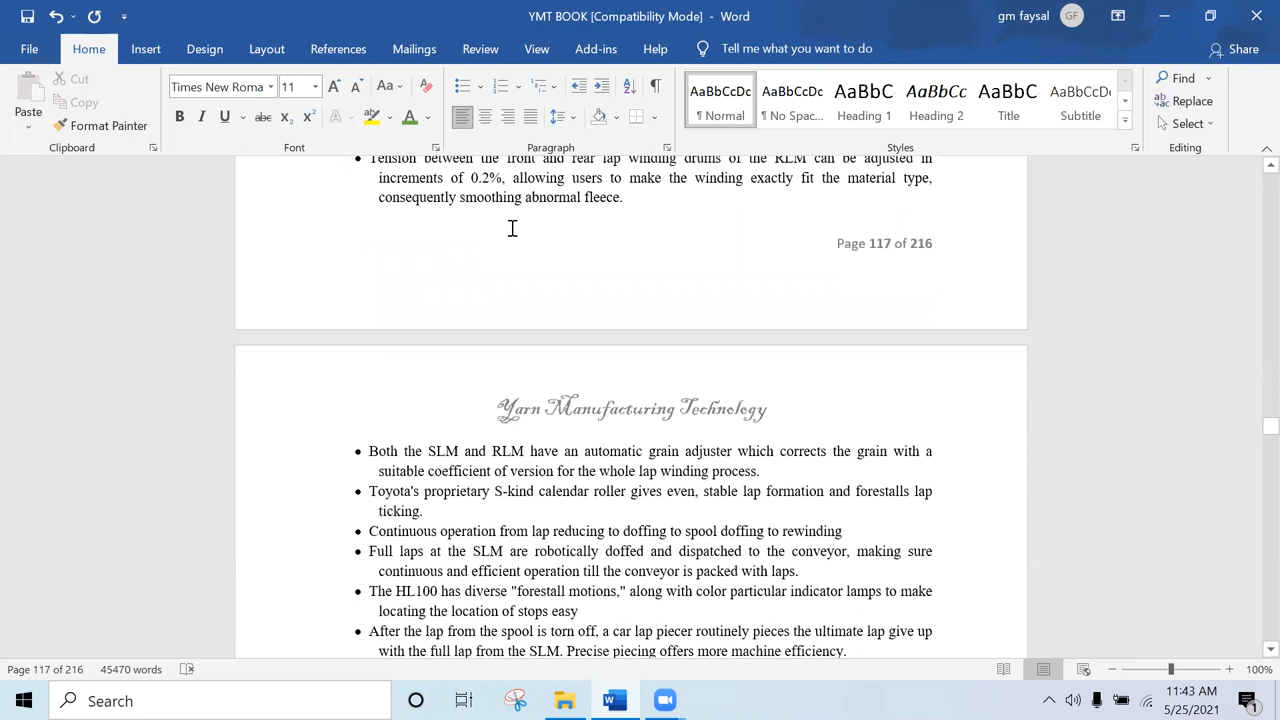 YMT BOOK [Compatibility Mode] - Word
gm faysal GF
File Home Insert Design Layout References Mailings Review View Add-ins Help Tell me what you want to do Share
Paste Cut Copy Format Painter
Times New Roma 11 Aa
B I U abc X₂ X² A ab A
AaBbCcDc AaBbCcDc AaBbC AaBbCc AaBbC AaBbCcDc
¶ Normal ¶ No Spac... Heading 1 Heading 2 Title Subtitle
Find Replace Select
Clipboard Font Paragraph Styles Editing
Tension between the front and rear lap winding drums of the RLM can be adjusted in
increments of 0.2%, allowing users to make the winding exactly fit the material type,
consequently smoothing abnormal fleece.
Page 117 of 216
Yarn Manufacturing Technology
• Both the SLM and RLM have an automatic grain adjuster which corrects the grain with a
suitable coefficient of version for the whole lap winding process.
• Toyota's proprietary S-kind calendar roller gives even, stable lap formation and forestalls lap
ticking.
• Continuous operation from lap reducing to doffing to spool doffing to rewinding
• Full laps at the SLM are robotically doffed and dispatched to the conveyor, making sure
continuous and efficient operation till the conveyor is packed with laps.
• The HL100 has diverse "forestall motions," along with color particular indicator lamps to make
locating the location of stops easy
• After the lap from the spool is torn off, a car lap piecer routinely pieces the ultimate lap give up
with the full lap from the SLM. Precise piecing offers more machine efficiency.
Page 117 of 216 45470 words 100%
Search
11:43 AM
5/25/2021
1